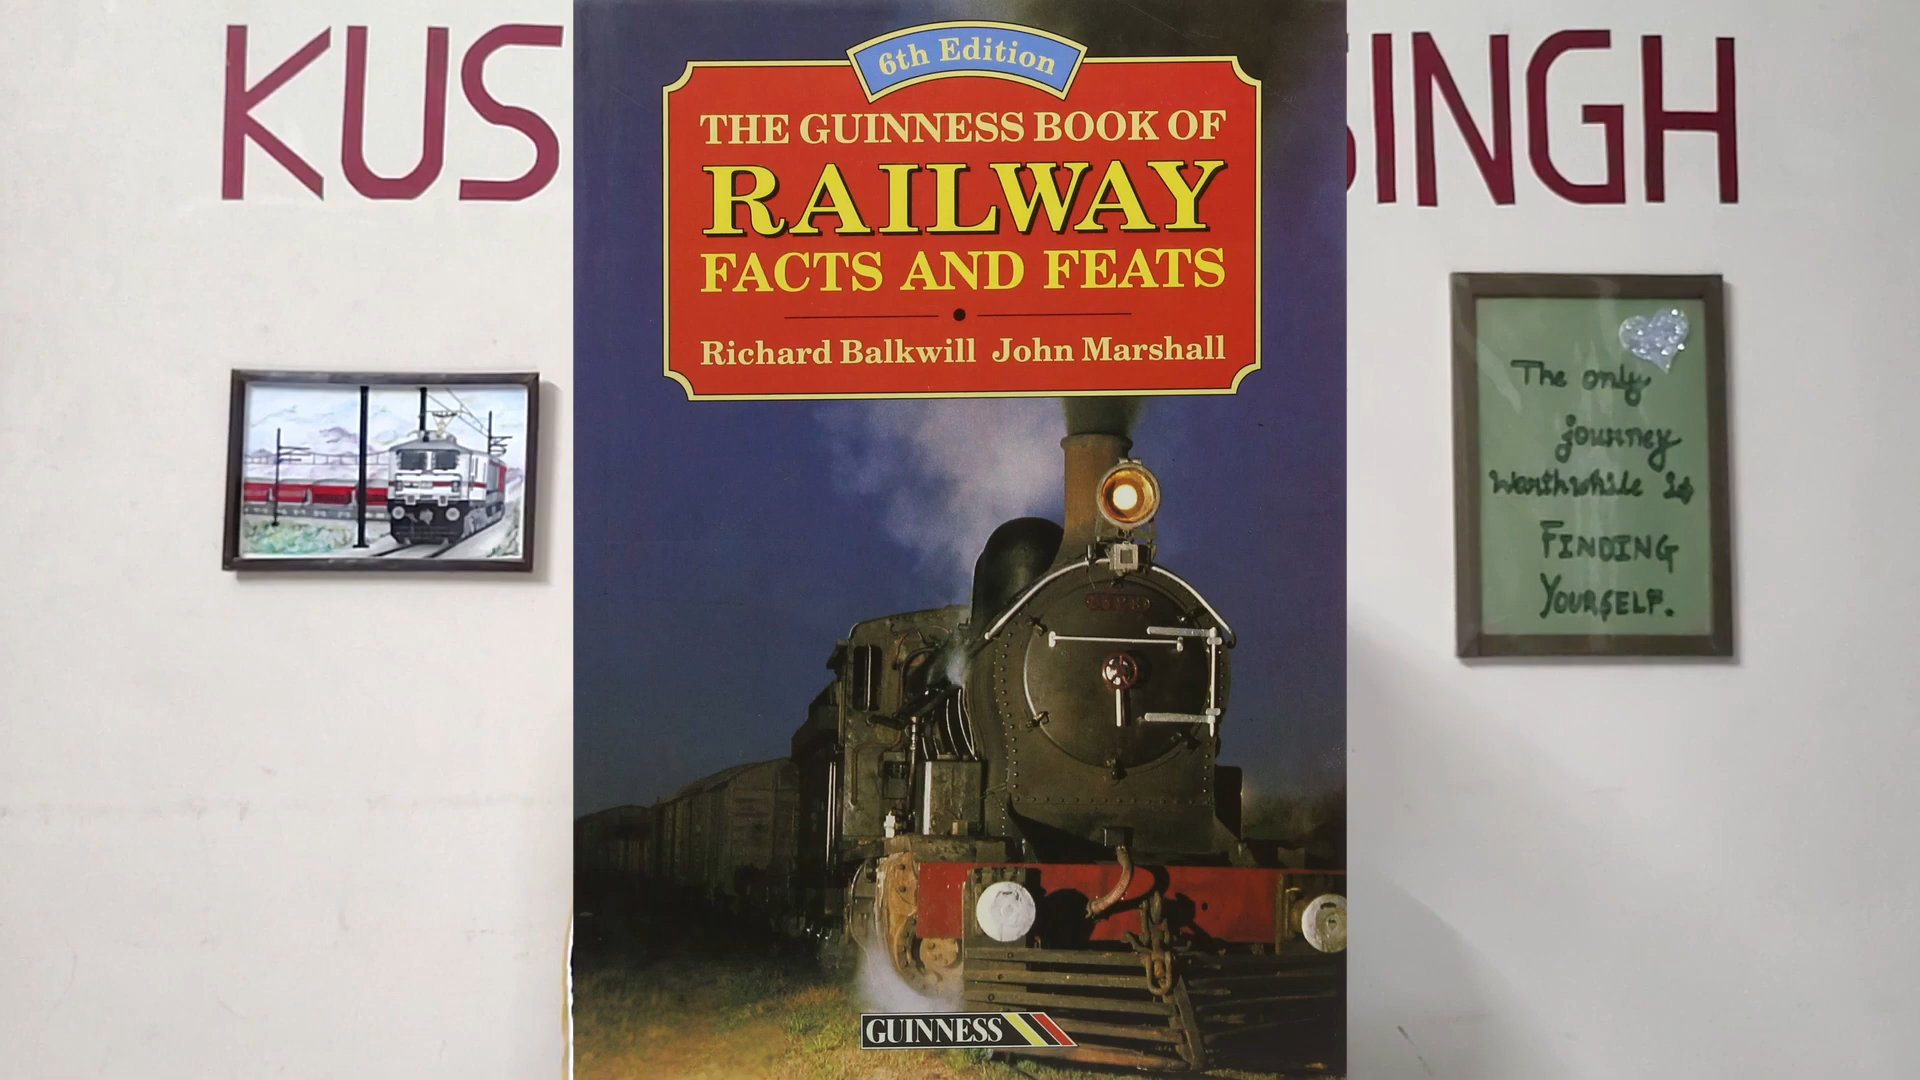 KUS
SINGH
6th Edition
THE GUINNESS BOOK OF
RAILWAY
FACTS AND FEATS
Richard Balkwill John Marshall
GUINNESS
The only
journey
Worthwhile is
FINDING
YOURSELF.